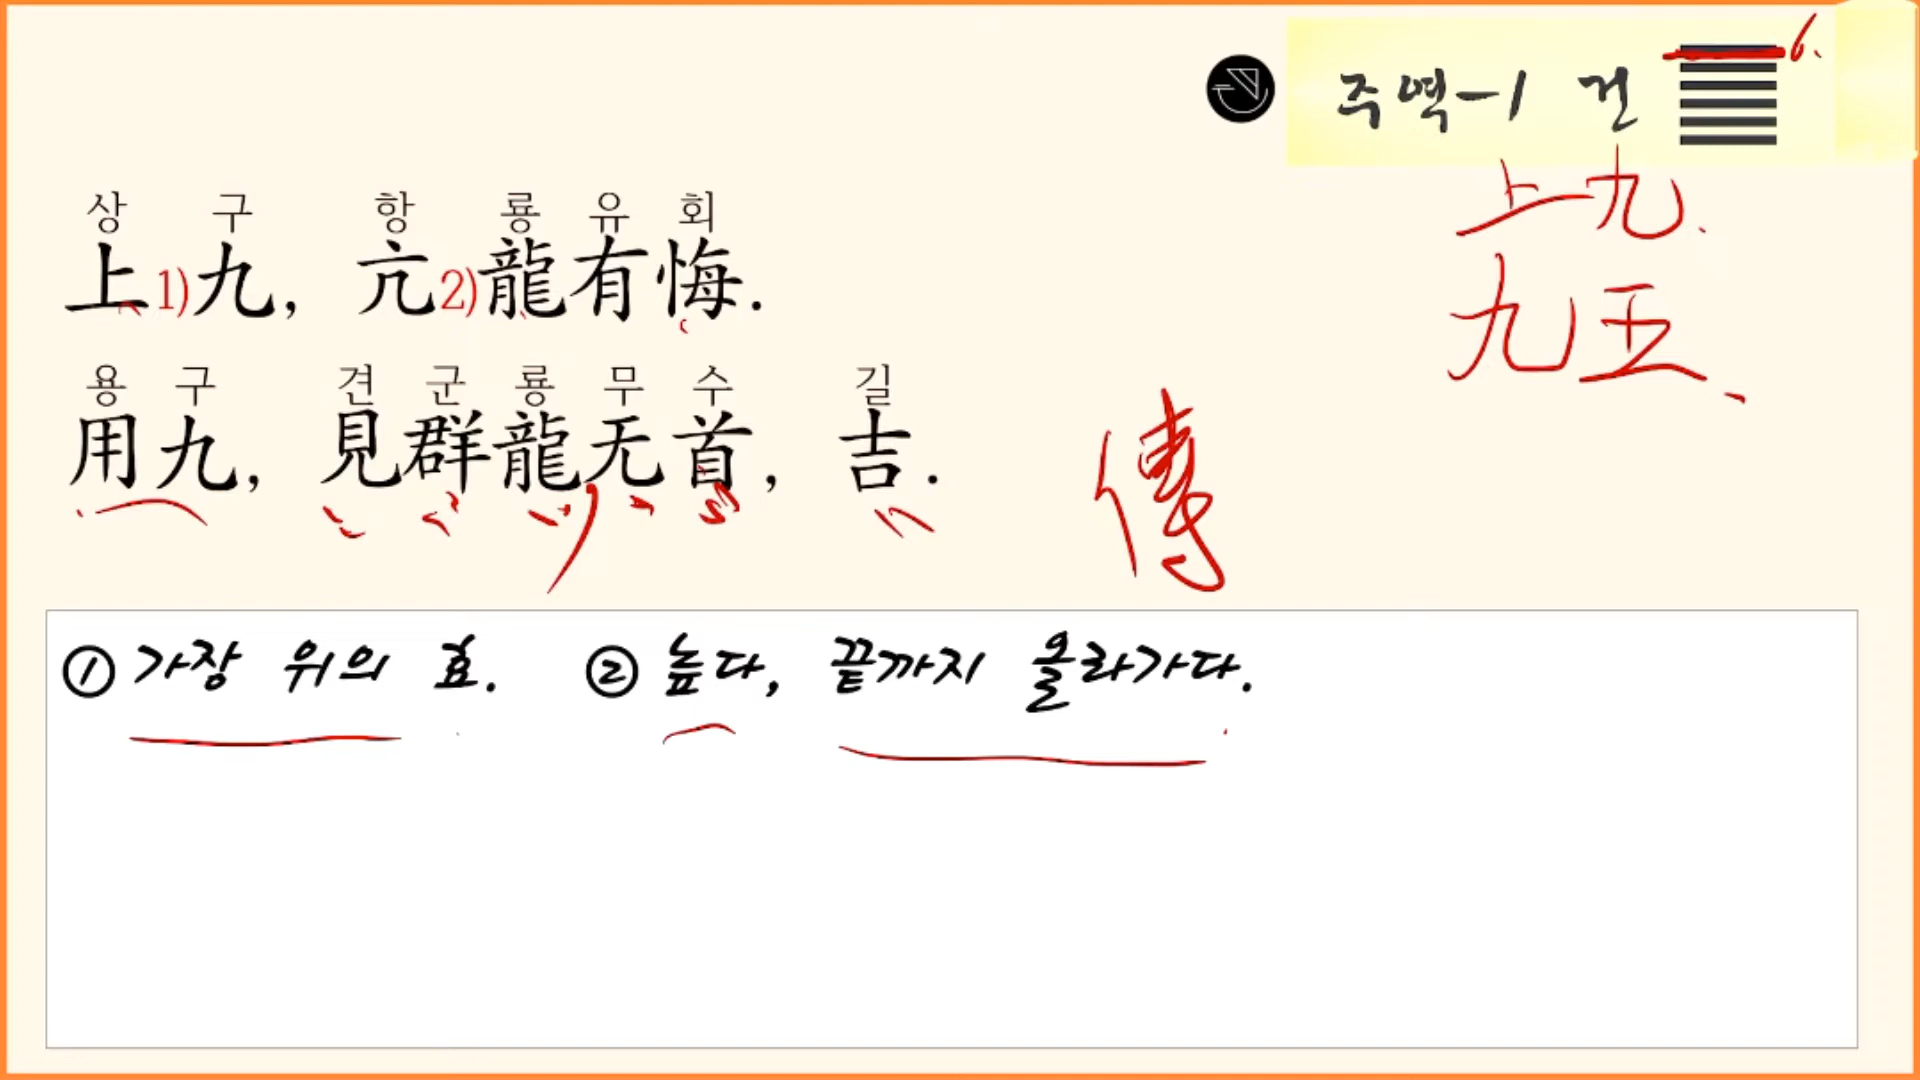 주역-1 건
6.
上九.
九五.
상 구 항 룡 유 회
上1)九, 亢2)龍有悔.
용 구 견 군 룡 무 수 길
用九, 見群龍无首, 吉.
傳
① 가장 위의 효. ② 높다, 끝까지 올라가다.